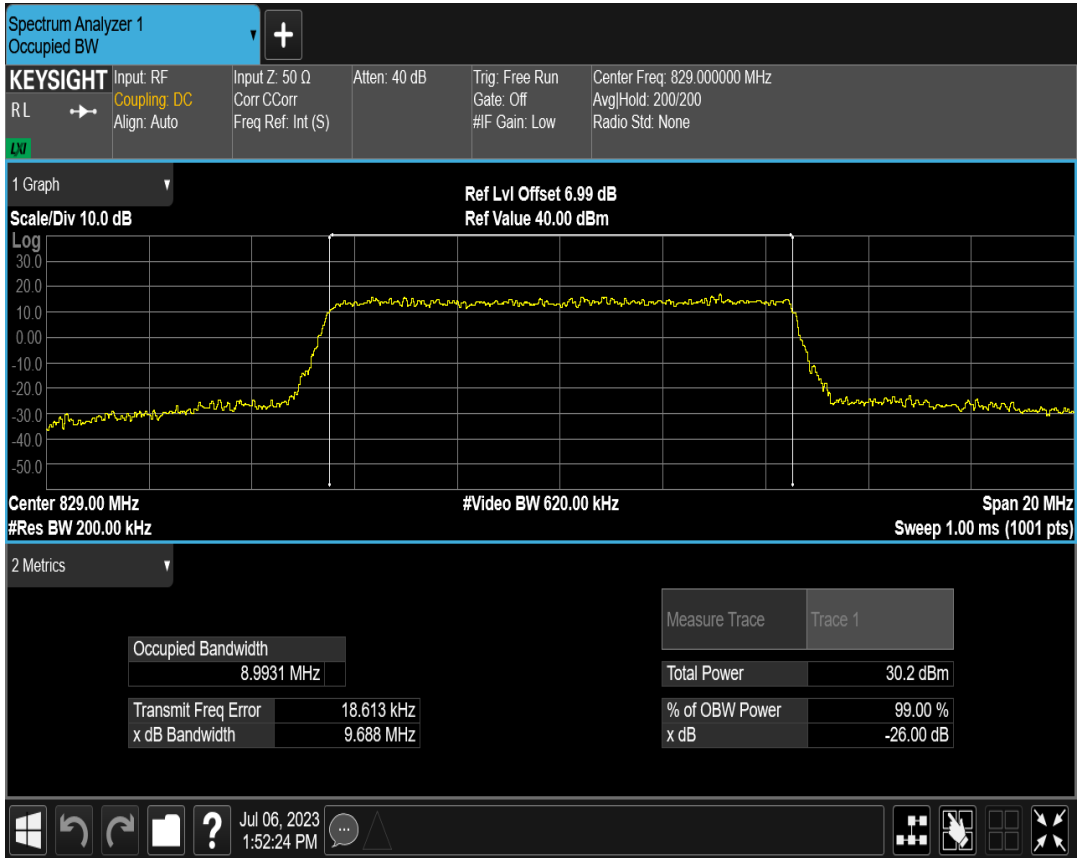 Spectrum Analyzer 1
Occupied BW
KEYSIGHT
R L
LXI
Input: RF
Coupling: DC
Align: Auto
Input Z: 50 Ω
Corr CCorr
Freq Ref: Int (S)
Atten: 40 dB
Trig: Free Run
Gate: Off
#IF Gain: Low
Center Freq: 829.000000 MHz
Avg|Hold: 200/200
Radio Std: None
1 Graph
Scale/Div 10.0 dB
Ref Lvl Offset 6.99 dB
Ref Value 40.00 dBm
Log
30.0
20.0
10.0
0.00
-10.0
-20.0
-30.0
-40.0
-50.0
Center 829.00 MHz
#Res BW 200.00 kHz
#Video BW 620.00 kHz
Span 20 MHz
Sweep 1.00 ms (1001 pts)
2 Metrics
Occupied Bandwidth
8.9931 MHz
Transmit Freq Error 18.613 kHz
x dB Bandwidth 9.688 MHz
Measure Trace Trace 1
Total Power 30.2 dBm
% of OBW Power 99.00 %
x dB -26.00 dB
Jul 06, 2023
1:52:24 PM